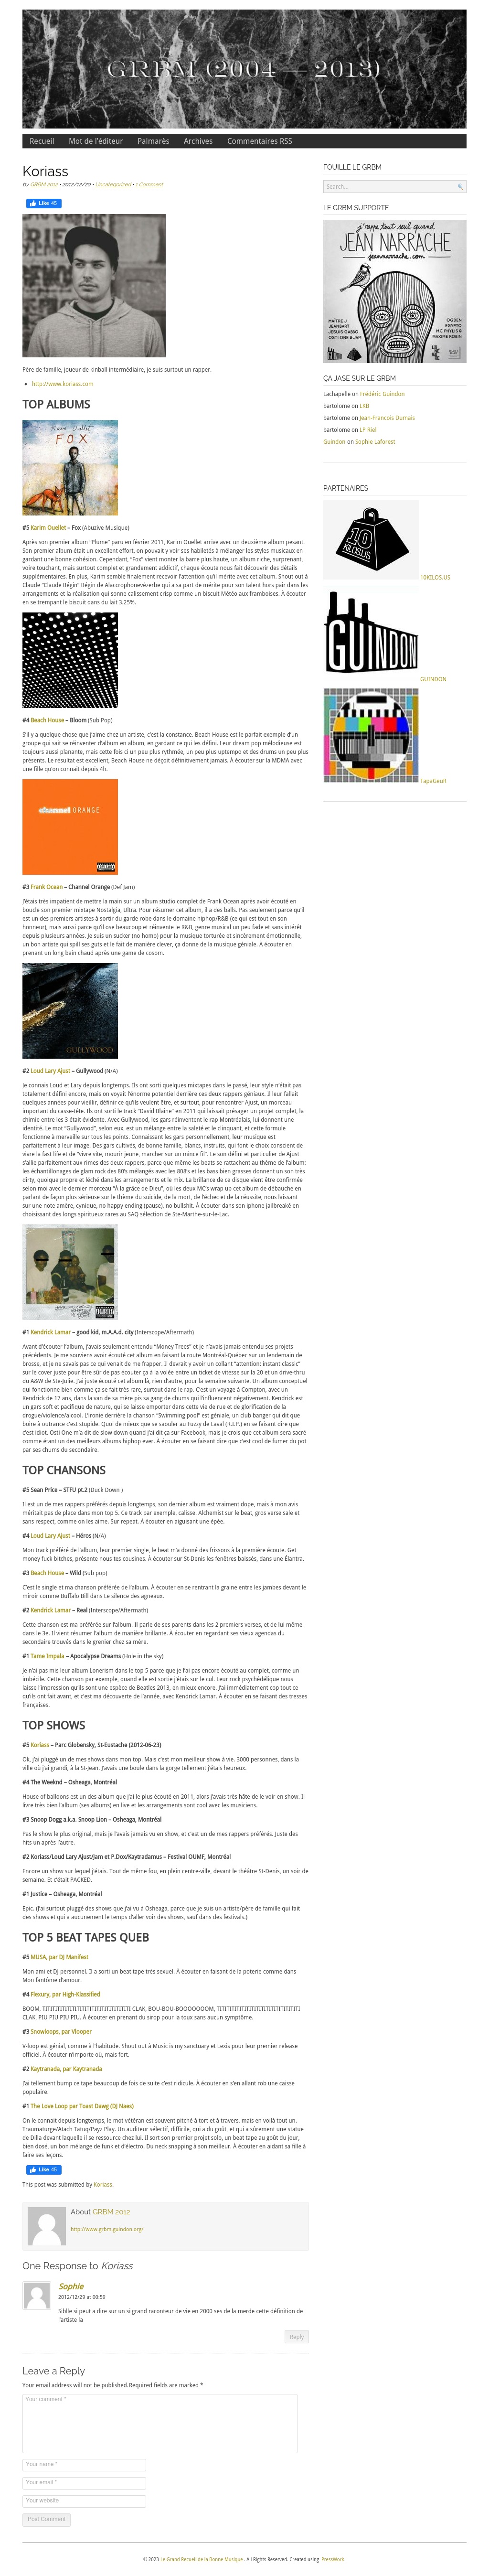 GRBM (2004 — 2013)
Recueil Mot de l'éditeur Palmarès Archives Commentaires RSS
Koriass
by GRBM 2012 • 2012/12/20 • Uncategorized • 1 Comment
Like 45
Père de famille, joueur de kinball intermédiaire, je suis surtout un rapper.
http://www.koriass.com
TOP ALBUMS
Karim Ouellet
FOX
#5 Karim Ouellet – Fox (Abuzive Musique)
Après son premier album "Plume" paru en février 2011, Karim Ouellet arrive avec un deuxième album pesant.
Son premier album était un excellent effort, on pouvait y voir ses habiletés à mélanger les styles aisément en
gardant une bonne cohésion. Cependant, "Fox" vient monter la barre, non seulement un niveau plus haut,
voire toucher, mais surtout complet et grandement addictif, chaque écoute nous fait découvrir des détails
supplémentaires. En plus, Karim semble finalement recevoir l'attention qu'il mérite avec cet album. Shout out à
Claude "Claude Bégin" Bégin de Alaccrophonexénzerbe qui a su par sa science du son et ses idées amener les
arrangements et la réalisation qui sonne calissement crisp comme un biscuit Météo aux framboises. À écouter
en se trempant le biscuit dans du lait 3.25%.
#4 Beach House – Bloom (Sub Pop)
S'il y a quelque chose que j'aime chez un artiste, c'est la constance. Beach House est le parfait exemple d'un
groupe qui sait se réinventer d'album en album, en gardant ce qui les défini. Leur dream pop mélodieuse est
toujours aussi planante, mais cette fois ci un peu plus rythmée, un peu plus uptempo et des drums un peu plus
présents. Le résultat est excellent, Beach House ne déçoit définitivement jamais. À écouter sur la MDMA avec
une fille qu'on connait depuis 4h.
channel ORANGE
#3 Frank Ocean – Channel Orange (Def Jam)
J'étais très impatient de mettre la main sur un album studio complet de Frank Ocean après avoir écouté en
boucle son premier mixtape Nostalgia, Ultra. Pour résumer cet album, il a des balls. Pas seulement parce qu'il
est un des premiers artistes à sortir du garde robe dans le domaine hiphop/R&B (ce qui est tout en son
honneur), mais aussi parce qu'il ose beaucoup et réinvente le R&B, genre musical un peu fade et sans intérêt
depuis plusieurs années. Je suis un sucker (no homo) pour la musique torturée et sincèrement émotionnelle,
un bon artiste qui spill ses guts et le fait de manière clever, ça donne de la musique géniale. À écouter en
prenant un long bain chaud après une game de cosom.
GULLYWOOD
#2 Loud Lary Ajust – Gullywood (N/A)
Je connais Loud et Lary depuis longtemps. Ils ont sorti quelques mixtapes dans le passé, leur style n'était pas
totalement défini encore, mais on voyait l'énorme potentiel derrière ces deux rappers géniaux. Il leur fallait
quelques années pour vieillir, définir ce qu'ils veulent être, et surtout, pour rencontrer Ajust, un morceau
important du casse-tête. Ils ont sorti le track "David Blaine" en 2011 qui laissait présager un projet complet, la
chimie entre les 3 était évidente. Avec Gullywood, les gars réinventent le rap Montréalais, lui donnent une
identité. Le mot "Gullywood", selon eux, est un mélange entre la saleté et le clinquant, et cette formule
fonctionne à merveille sur tous les points. Connaissant les gars personnellement, leur musique est
parfaitement à leur image. Des gars cultivés, de bonne famille, blancs, instruits, qui font le choix conscient de
vivre la fast life et de "vivre vite, mourir jeune, marcher sur un mince fil". Le son défini et particulier de Ajust
s'allie parfaitement aux rimes des deux rappers, parce que même les beats se rattachent au thème de l'album:
les échantillonages de glam rock des 80's mélangés avec les 808's et les bass bien grasses donnent un son très
dirty, quoique propre et léché dans les arrangements et le mix. La brillance de ce disque vient être confirmée
selon moi avec le dernier morceau "À la grâce de Dieu", où les deux MC's wrap up cet album de débauche en
parlant de façon plus sérieuse sur le thème du suicide, de la mort, de l'échec et de la réussite, nous laissant
sur une note amère, cynique, no happy ending (pause), no bullshit. À écouter dans son iphone jailbreaké en
choisissant des longs spiritueux rares au SAQ sélection de Ste-Marthe-sur-le-Lac.
#1 Kendrick Lamar – good kid, m.A.A.d. city (Interscope/Aftermath)
Avant d'écouter l'album, j'avais seulement entendu "Money Trees" et je n'avais jamais entendu ses projets
précédents. Je me souviens avoir écouté cet album en faisant la route Montréal-Québec sur un lendemain de
brosse, et je ne savais pas ce qui venait de me frapper. Il devrait y avoir un collant "attention: instant classic"
sur le cover juste pour être sûr de pas écouter ça à la volée entre un ticket de vitesse sur la 20 et un drive-thru
du A&W de Ste-Julie. J'ai juste écouté cet album là, rien d'autre, pour la semaine suivante. Un album conceptuel
qui fonctionne bien comme ça se fait très rare, surtout dans le rap. C'est un voyage à Compton, avec un
Kendrick de 17 ans, dans la van de sa mère avec sa gang de chums qui l'influencent négativement. Kendrick est
un gars soft et pacifique de nature, qui se laisse emporter dans cette vie de rue et de glorification de la
drogue/violence/alcool. L'ironie derrière la chanson "Swimming pool" est géniale, un club banger qui dit que
boire à outrance c'est stupide. Quoi de mieux que se saouler au Fuzzy de Laval (R.I.P.) en se faisant dire que
c'est idiot. Osti One m'a dit de slow down quand j'ai dit ça sur Facebook, mais je crois que cet album sera sacré
comme étant un des meilleurs albums hiphop ever. À écouter en se faisant dire que c'est cool de fumer du pot
par ses chums du secondaire.
TOP CHANSONS
#5 Sean Price – STFU pt.2 (Duck Down )
Il est un de mes rappers préférés depuis longtemps, son dernier album est vraiment dope, mais à mon avis
méritait pas de place dans mon top 5. Ce track par exemple, calisse. Alchemist sur le beat, gros verse sale et
sans respect, comme on les aime. Sur repeat. À écouter en aiguisant une épée.
#4 Loud Lary Ajust – Héros (N/A)
Mon track préféré de l'album, leur premier single, le beat m'a donné des frissons à la première écoute. Get
money fuck bitches, présente nous tes cousines. À écouter sur St-Denis les fenêtres baissés, dans une Élantra.
#3 Beach House – Wild (Sub pop)
C'est le single et ma chanson préférée de l'album. À écouter en se rentrant la graine entre les jambes devant le
miroir comme Buffalo Bill dans Le silence des agneaux.
#2 Kendrick Lamar – Real (Interscope/Aftermath)
Cette chanson est ma préférée sur l'album. Il parle de ses parents dans les 2 premiers verses, et de lui même
dans le 3e. Il vient résumer l'album de manière brillante. À écouter en regardant ses vieux agendas du
secondaire trouvés dans le grenier chez sa mère.
#1 Tame Impala – Apocalypse Dreams (Hole in the sky)
Je n'ai pas mis leur album Lonerism dans le top 5 parce que je l'ai pas encore écouté au complet, comme un
imbécile. Cette chanson par exemple, quand elle est sortie j'étais sur le cul. Leur rock psychédélique nous
laisse l'impression qu'ils sont une espèce de Beatles 2013, en mieux encore. J'ai immédiatement cop tout ce
qu'ils ont fait avant, et c'est ma découverte de l'année, avec Kendrick Lamar. À écouter en se faisant des tresses
françaises.
TOP SHOWS
#5 Koriass – Parc Globensky, St-Eustache (2012-06-23)
Ok, j'ai pluggé un de mes shows dans mon top. Mais c'est mon meilleur show à vie. 3000 personnes, dans la
ville où j'ai grandi, à la St-Jean. J'avais une boule dans la gorge tellement j'étais heureux.
#4 The Weeknd – Osheaga, Montréal
House of balloons est un des album que j'ai le plus écouté en 2011, alors j'avais très hâte de le voir en show. Il
livre très bien l'album (ses albums) en live et les arrangements sont cool avec les musiciens.
#3 Snoop Dogg a.k.a. Snoop Lion – Osheaga, Montréal
Pas le show le plus original, mais je l'avais jamais vu en show, et c'est un de mes rappers préférés. Juste des
hits un après l'autre.
#2 Koriass/Loud Lary Ajust/Jam et P.Dox/Kaytradamus – Festival OUMF, Montréal
Encore un show sur lequel j'étais. Tout de même fou, en plein centre-ville, devant le théâtre St-Denis, un soir de
semaine. Et c'était PACKED.
#1 Justice – Osheaga, Montréal
Epic. (J'ai surtout pluggé des shows que j'ai vu à Osheaga, parce que je suis un artiste/père de famille qui fait
des shows et qui a aucunement le temps d'aller voir des shows, sauf dans des festivals.)
TOP 5 BEAT TAPES QUEB
#5 MUSA, par DJ Manifest
Mon ami et DJ personnel. Il a sorti un beat tape très sexuel. À écouter en faisant de la poterie comme dans
Mon fantôme d'amour.
#4 Flexury, par High-Klassified
BOOM, TITITITITITITITITITITITITITITITITI CLAK, BOU-BOU-BOOOOOOOM, TITITITITITITITITITITITITITITITITI
CLAK, PIU PIU PIU PIU. À écouter en prenant du sirop pour la toux sans aucun symptôme.
#3 Snowloops, par Vlooper
V-loop est génial, comme à l'habitude. Shout out à Music is my sanctuary et Lexis pour leur premier release
officiel. À écouter n'importe où, mais fort.
#2 Kaytranada, par Kaytranada
J'ai tellement bump ce tape beaucoup de fois de suite c'est ridicule. À écouter en s'en allant rob une caisse
populaire.
#1 The Love Loop par Toast Dawg (DJ Naes)
On le connait depuis longtemps, le mot vétéran est souvent pitché à tort et à travers, mais en voilà tout un.
Traumaturge/Atach Tatuq/Payz Play. Un auditeur sélectif, difficile, qui a du goût, et qui a sûrement une statue
de Dilla devant laquelle il se ressource chez lui. Il sort son premier projet solo, un beat tape au goût du jour,
encore là, un bon mélange de funk et d'électro. Du neck snapping à son meilleur. À écouter en aidant sa fille à
faire ses leçons.
Like 45
This post was submitted by Koriass.
About GRBM 2012
http://www.grbm.guindon.org/
One Response to Koriass
Sophie
2012/12/29 at 00:59
Siblle si peut a dire sur un si grand raconteur de vie en 2000 ses de la merde cette définition de
l'artiste la
Reply
Leave a Reply
Your email address will not be published. Required fields are marked *
Your comment *
Your name *
Your email *
Your website
Post Comment
FOUILLE LE GRBM
Search...
LE GRBM SUPPORTE
j'rappe tout seul quand
JEAN NARRACHE
jeannarrache.com
MAÎTRE J
JEANBART
JESUIS GABBO
OSTI ONE & JAM
OGDEN
EGYPTO
MC PHYLIS &
MAXIME ROBIN
ÇA JASE SUR LE GRBM
Lachapelle on Frédéric Guindon
bartolome on LXB
bartolome on Jean-Francois Dumais
bartolome on LP Riel
Guindon on Sophie Laforest
PARTENAIRES
10
KILOS.US
10KILOS.US
GUINDON
GUINDON
TapaGeuR
© 2023 Le Grand Recueil de la Bonne Musique . All Rights Reserved. Created using PressWork.